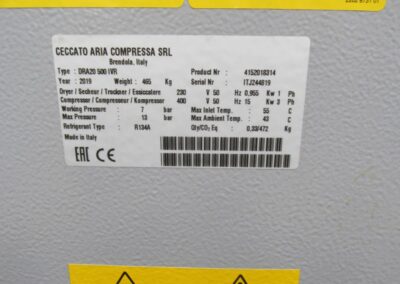 CECCATO ARIA COMPRESSA SRL
Brendola, Italy
Type : DRA20 500 IVR Product Nr : 4152018314
Year : 2019 Weight : 465 Kg Serial Nr : ITJ244819
Dryer / Secheur / Trockner / Essiccatore 230 V 50 Hz 0,955 Kw 1 Ph
Compressor / Compresseur / Kompressor 400 V 50 Hz 15 Kw 3 Ph
Working Pressure : 7 bar Max Inlet Temp. : 55 C
Max Pressure : 13 bar Max Ambient Temp. : 43 C
Refrigerant Type : R134A Qty/CO2 Eq : 0,33/472 Kg
Made in Italy
EAC CE